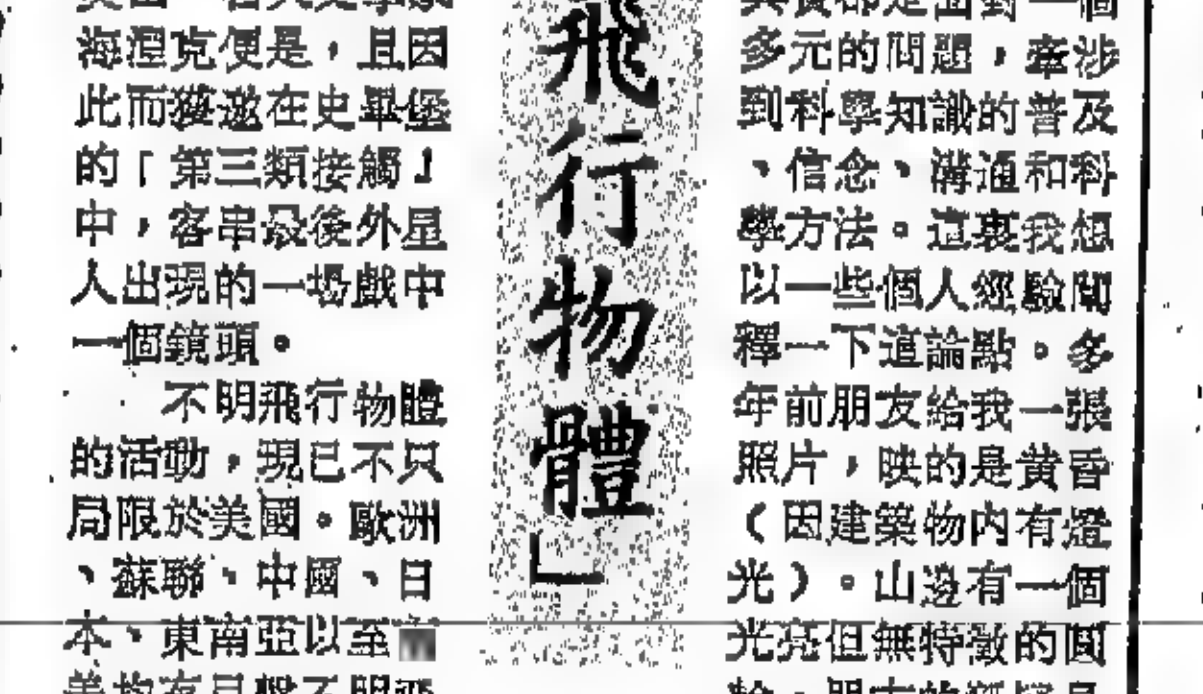 海湼克便是，且因
此而獲邀在史畢堡
的「第三類接觸」
中，客串最後外星
人出現的一場戲中
一個鏡頭。
不明飛行物體
的活動，現已不只
局限於美國。歐洲
、蘇聯、中國、日
本、東南亞以至
飛行物體」
多元的問題，牽涉
到科學知識的普及
、信念、溝通和科
學方法。這裏我想
以一些個人經驗闡
釋一下這論點。多
年前朋友給我一張
照片，映的是黃昏
（因建築物內有燈
光）。山邊有一個
光亮但無特徵的圓